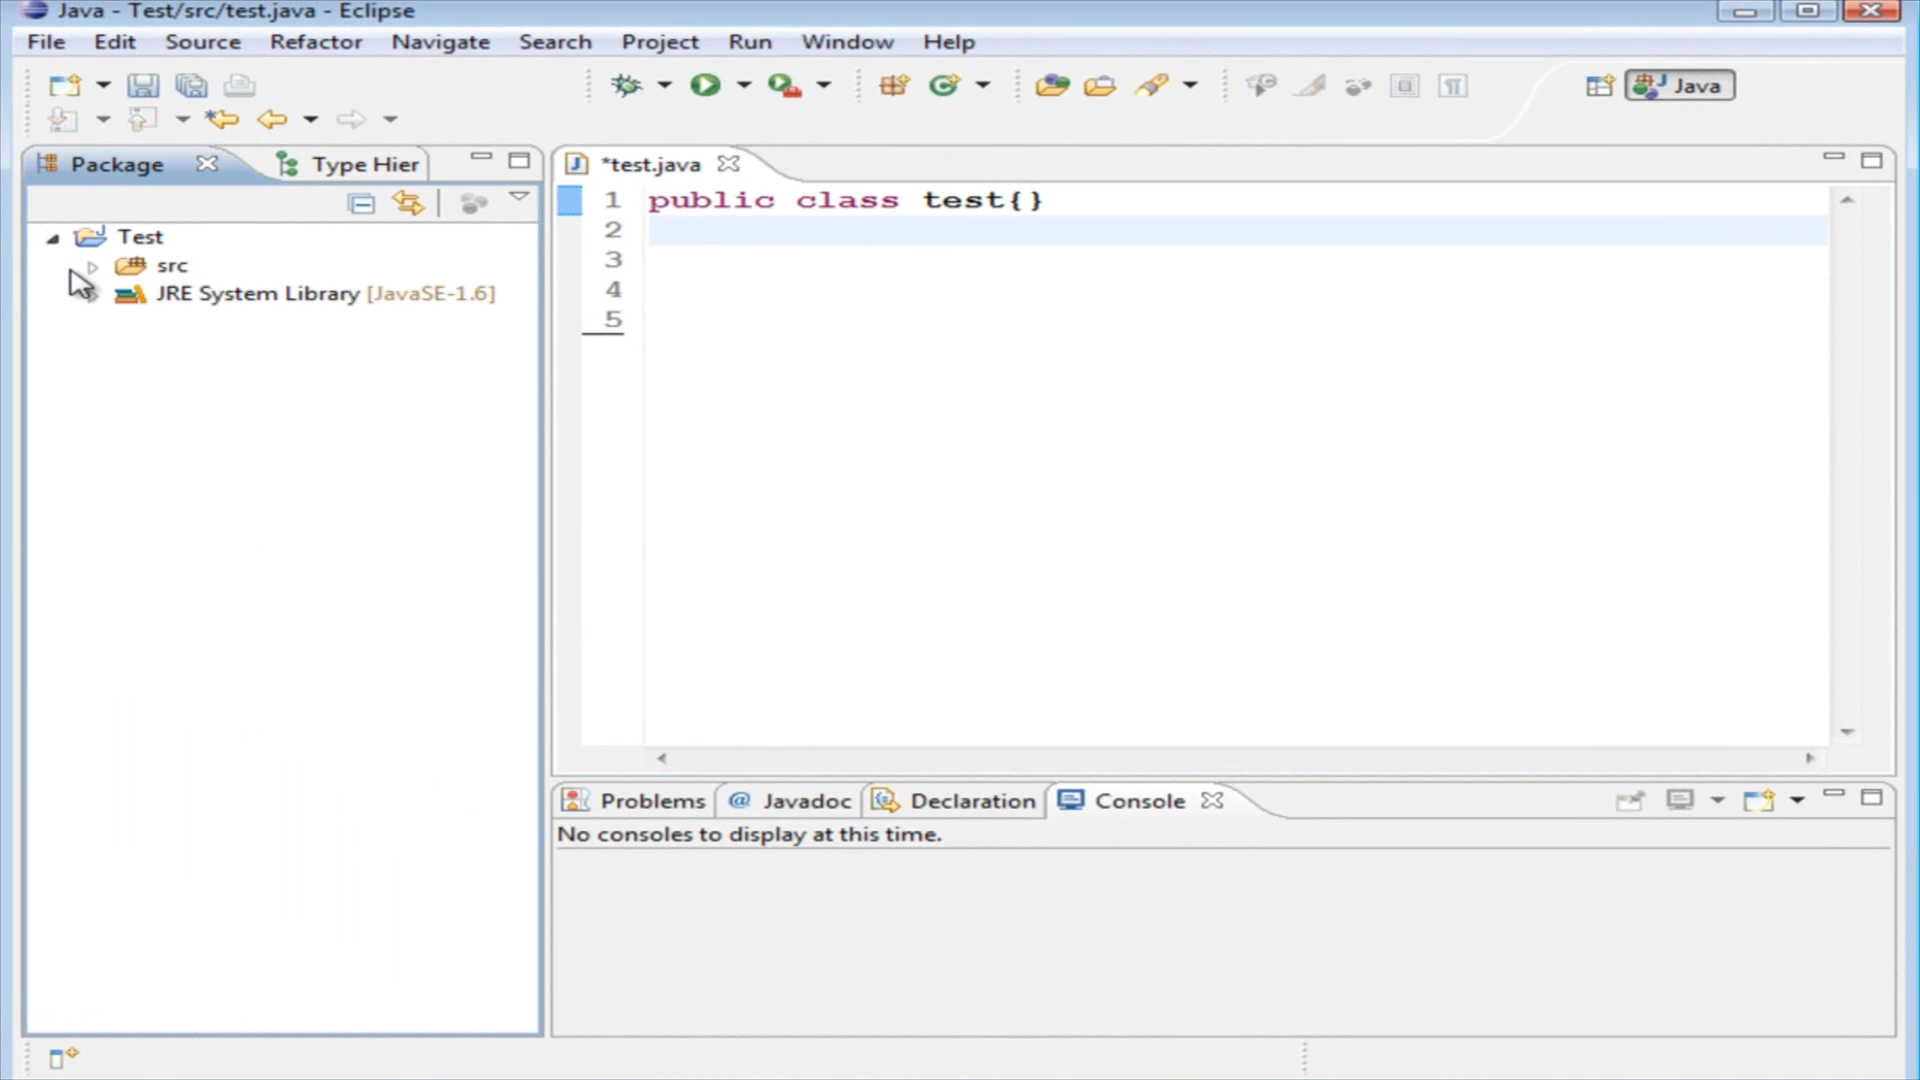 Java - Test/src/test.java - Eclipse
File Edit Source Refactor Navigate Search Project Run Window Help
Java
Package Type Hier
*test.java
Test
src
JRE System Library [JavaSE-1.6]
1 public class test{}
2
3
4
5
Problems @ Javadoc Declaration Console
No consoles to display at this time.